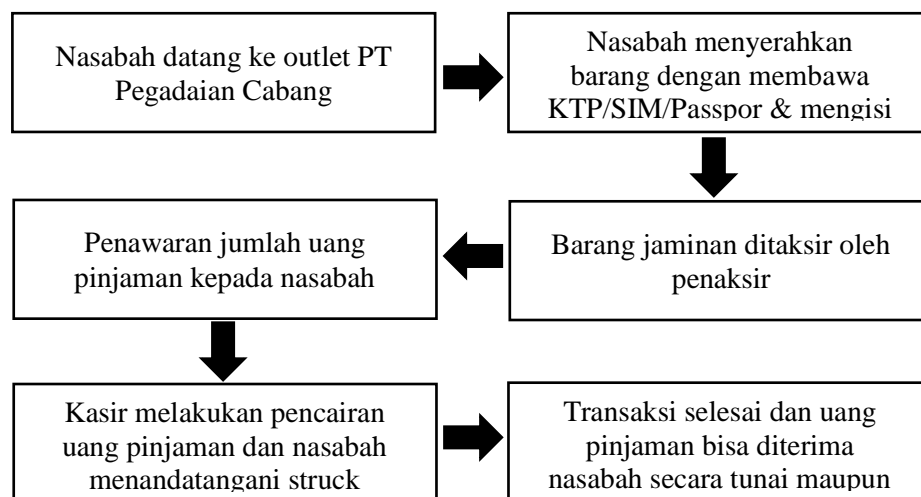 Nasabah datang ke outlet PT
Pegadaian Cabang
Nasabah menyerahkan
barang dengan membawa
KTP/SIM/Passpor & mengisi
Barang jaminan ditaksir oleh
penaksir
Penawaran jumlah uang
pinjaman kepada nasabah
Kasir melakukan pencairan
uang pinjaman dan nasabah
menandatangani struck
Transaksi selesai dan uang
pinjaman bisa diterima
nasabah secara tunai maupun